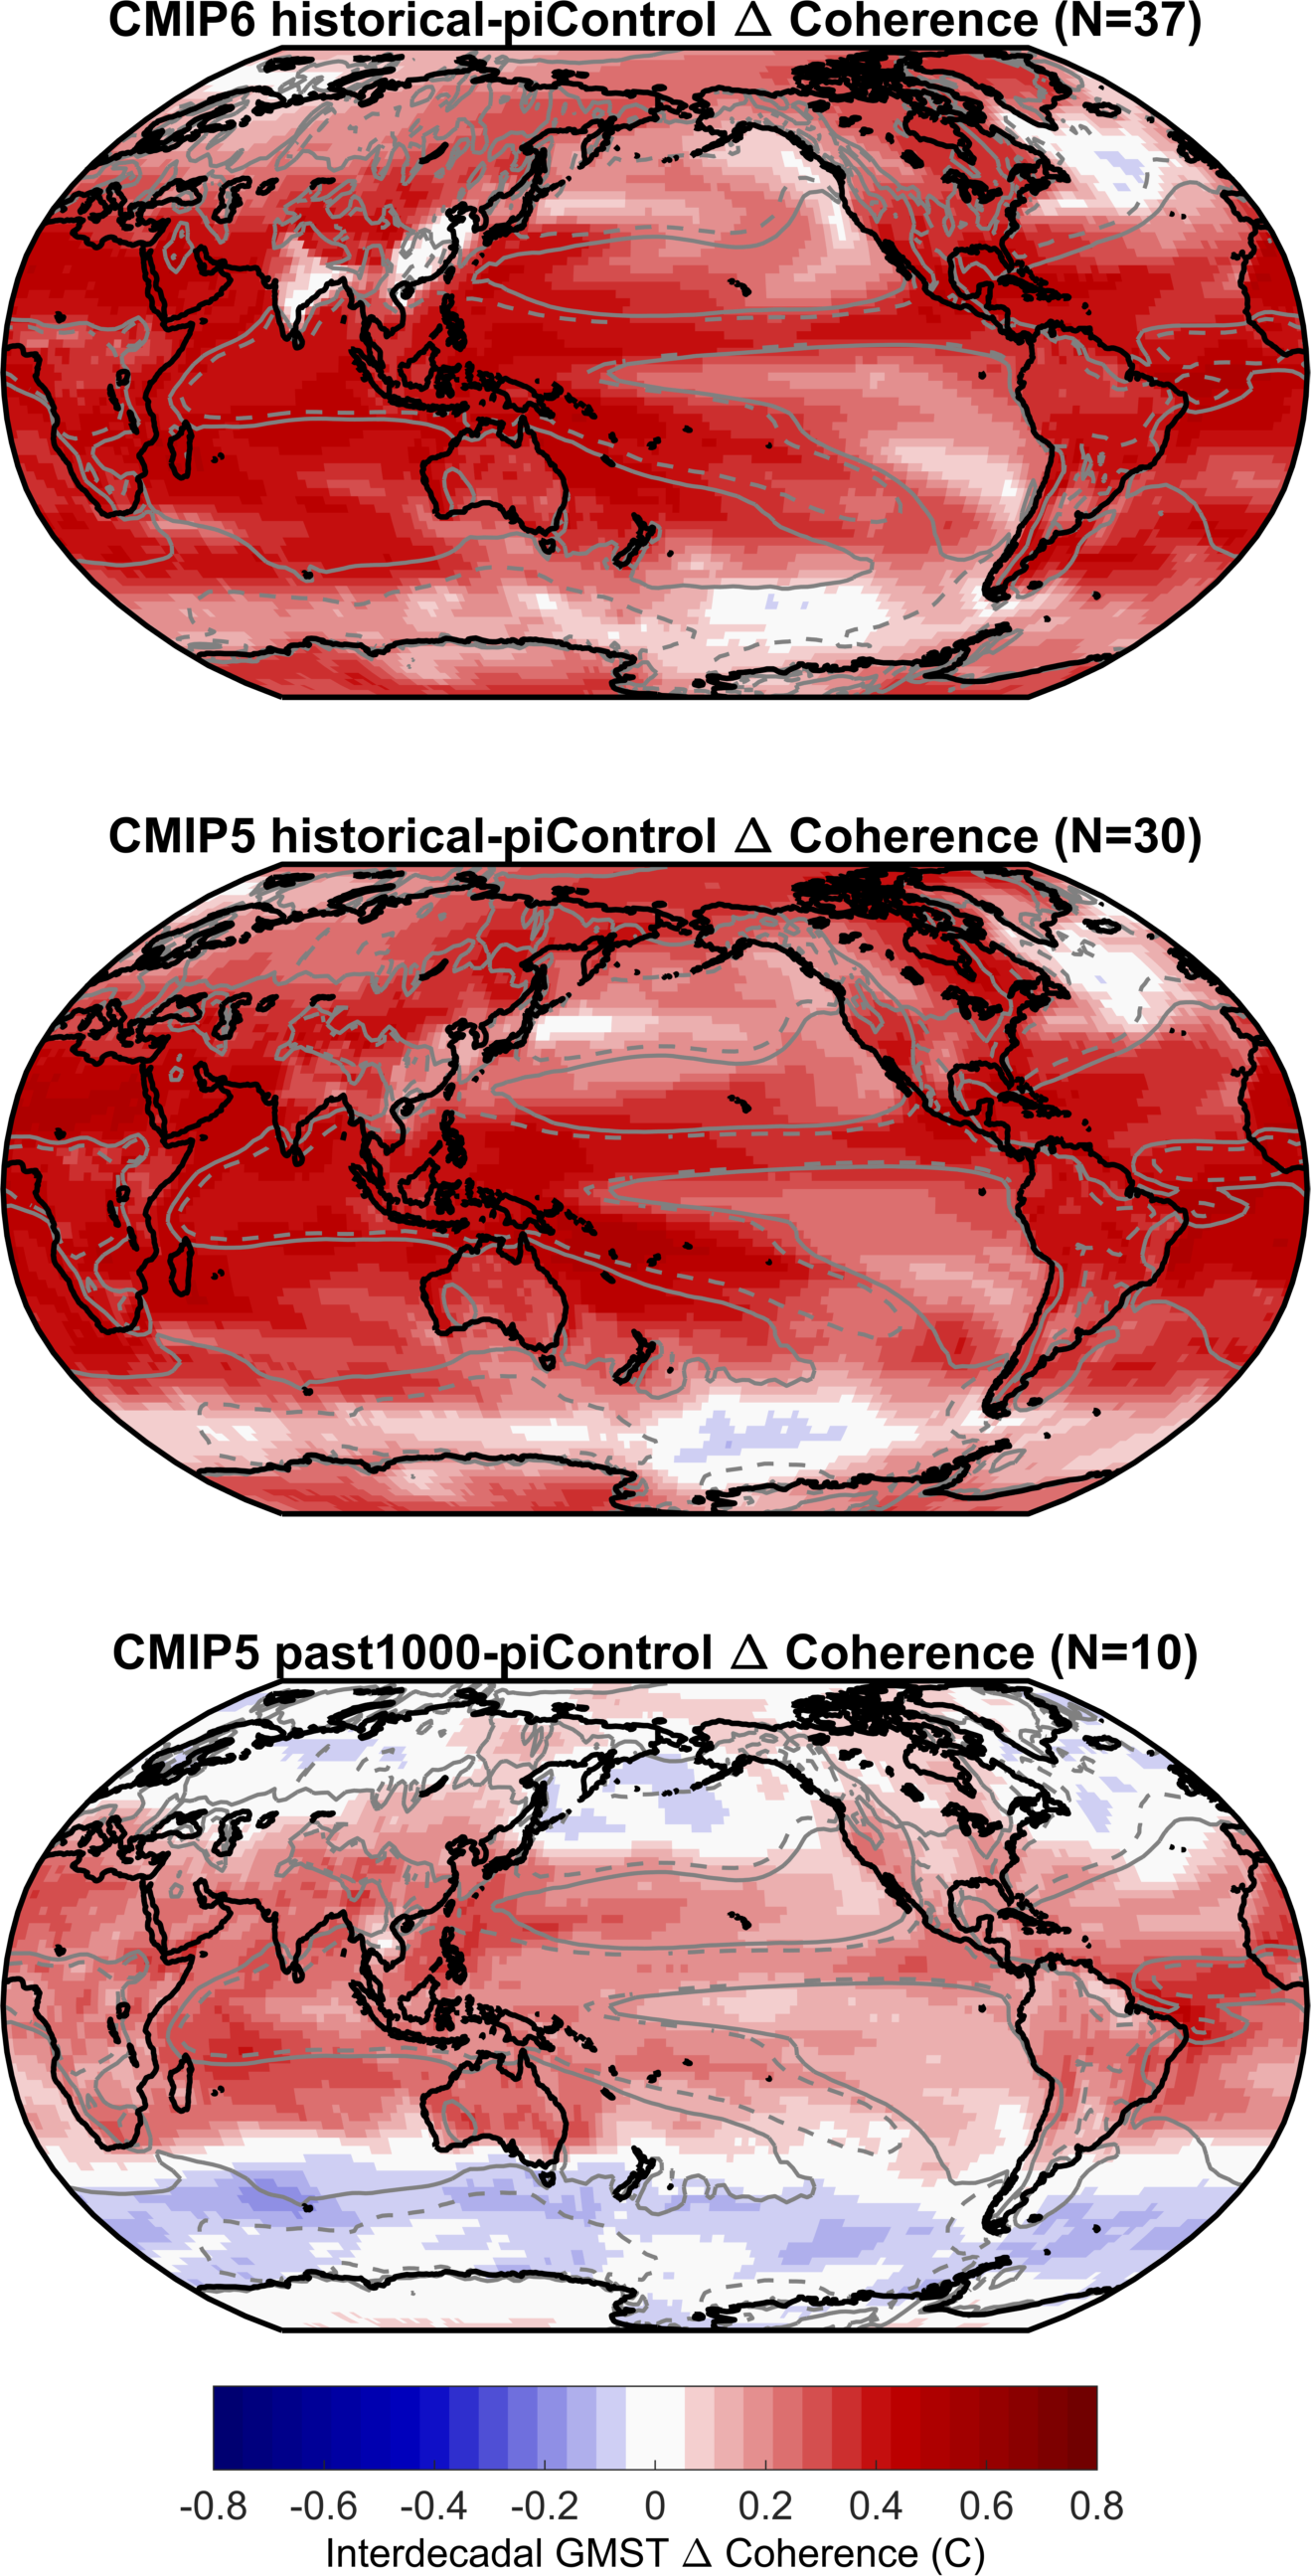 CMIP6 historical-piControl Δ Coherence (N=37)
CMIP5 historical-piControl Δ Coherence (N=30)
CMIP5 past1000-piControl Δ Coherence (N=10)
-0.8 -0.6 -0.4 -0.2 0 0.2 0.4 0.6 0.8
Interdecadal GMST Δ Coherence (C)